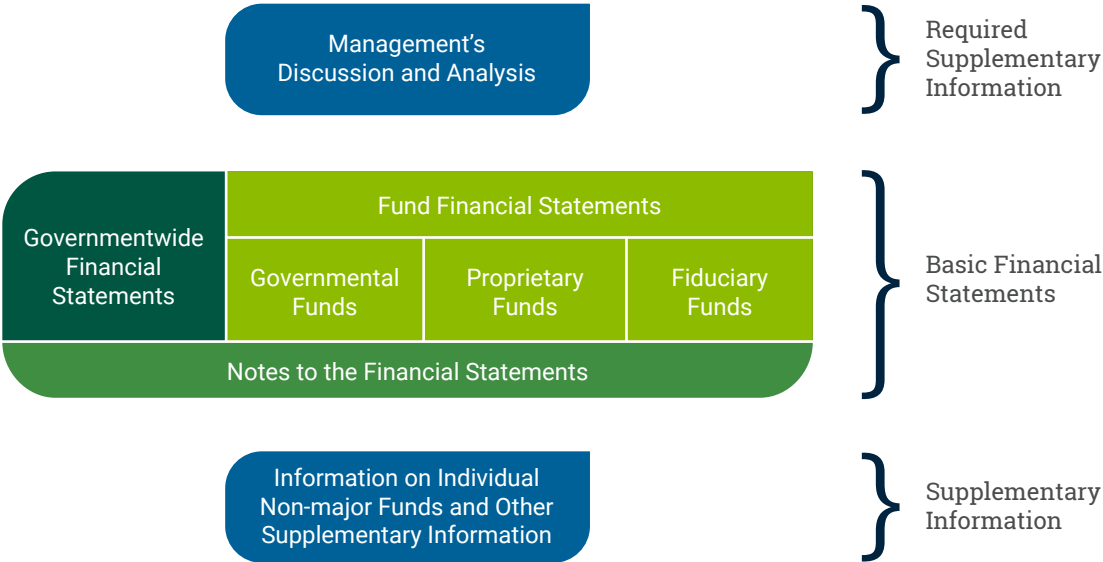 Management’s
Discussion and Analysis
Required
Supplementary
Information
Governmentwide
Financial
Statements
Fund Financial Statements
Governmental
Funds
Proprietary
Funds
Fiduciary
Funds
Notes to the Financial Statements
Basic Financial
Statements
Information on Individual
Non-major Funds and Other
Supplementary Information
Supplementary
Information